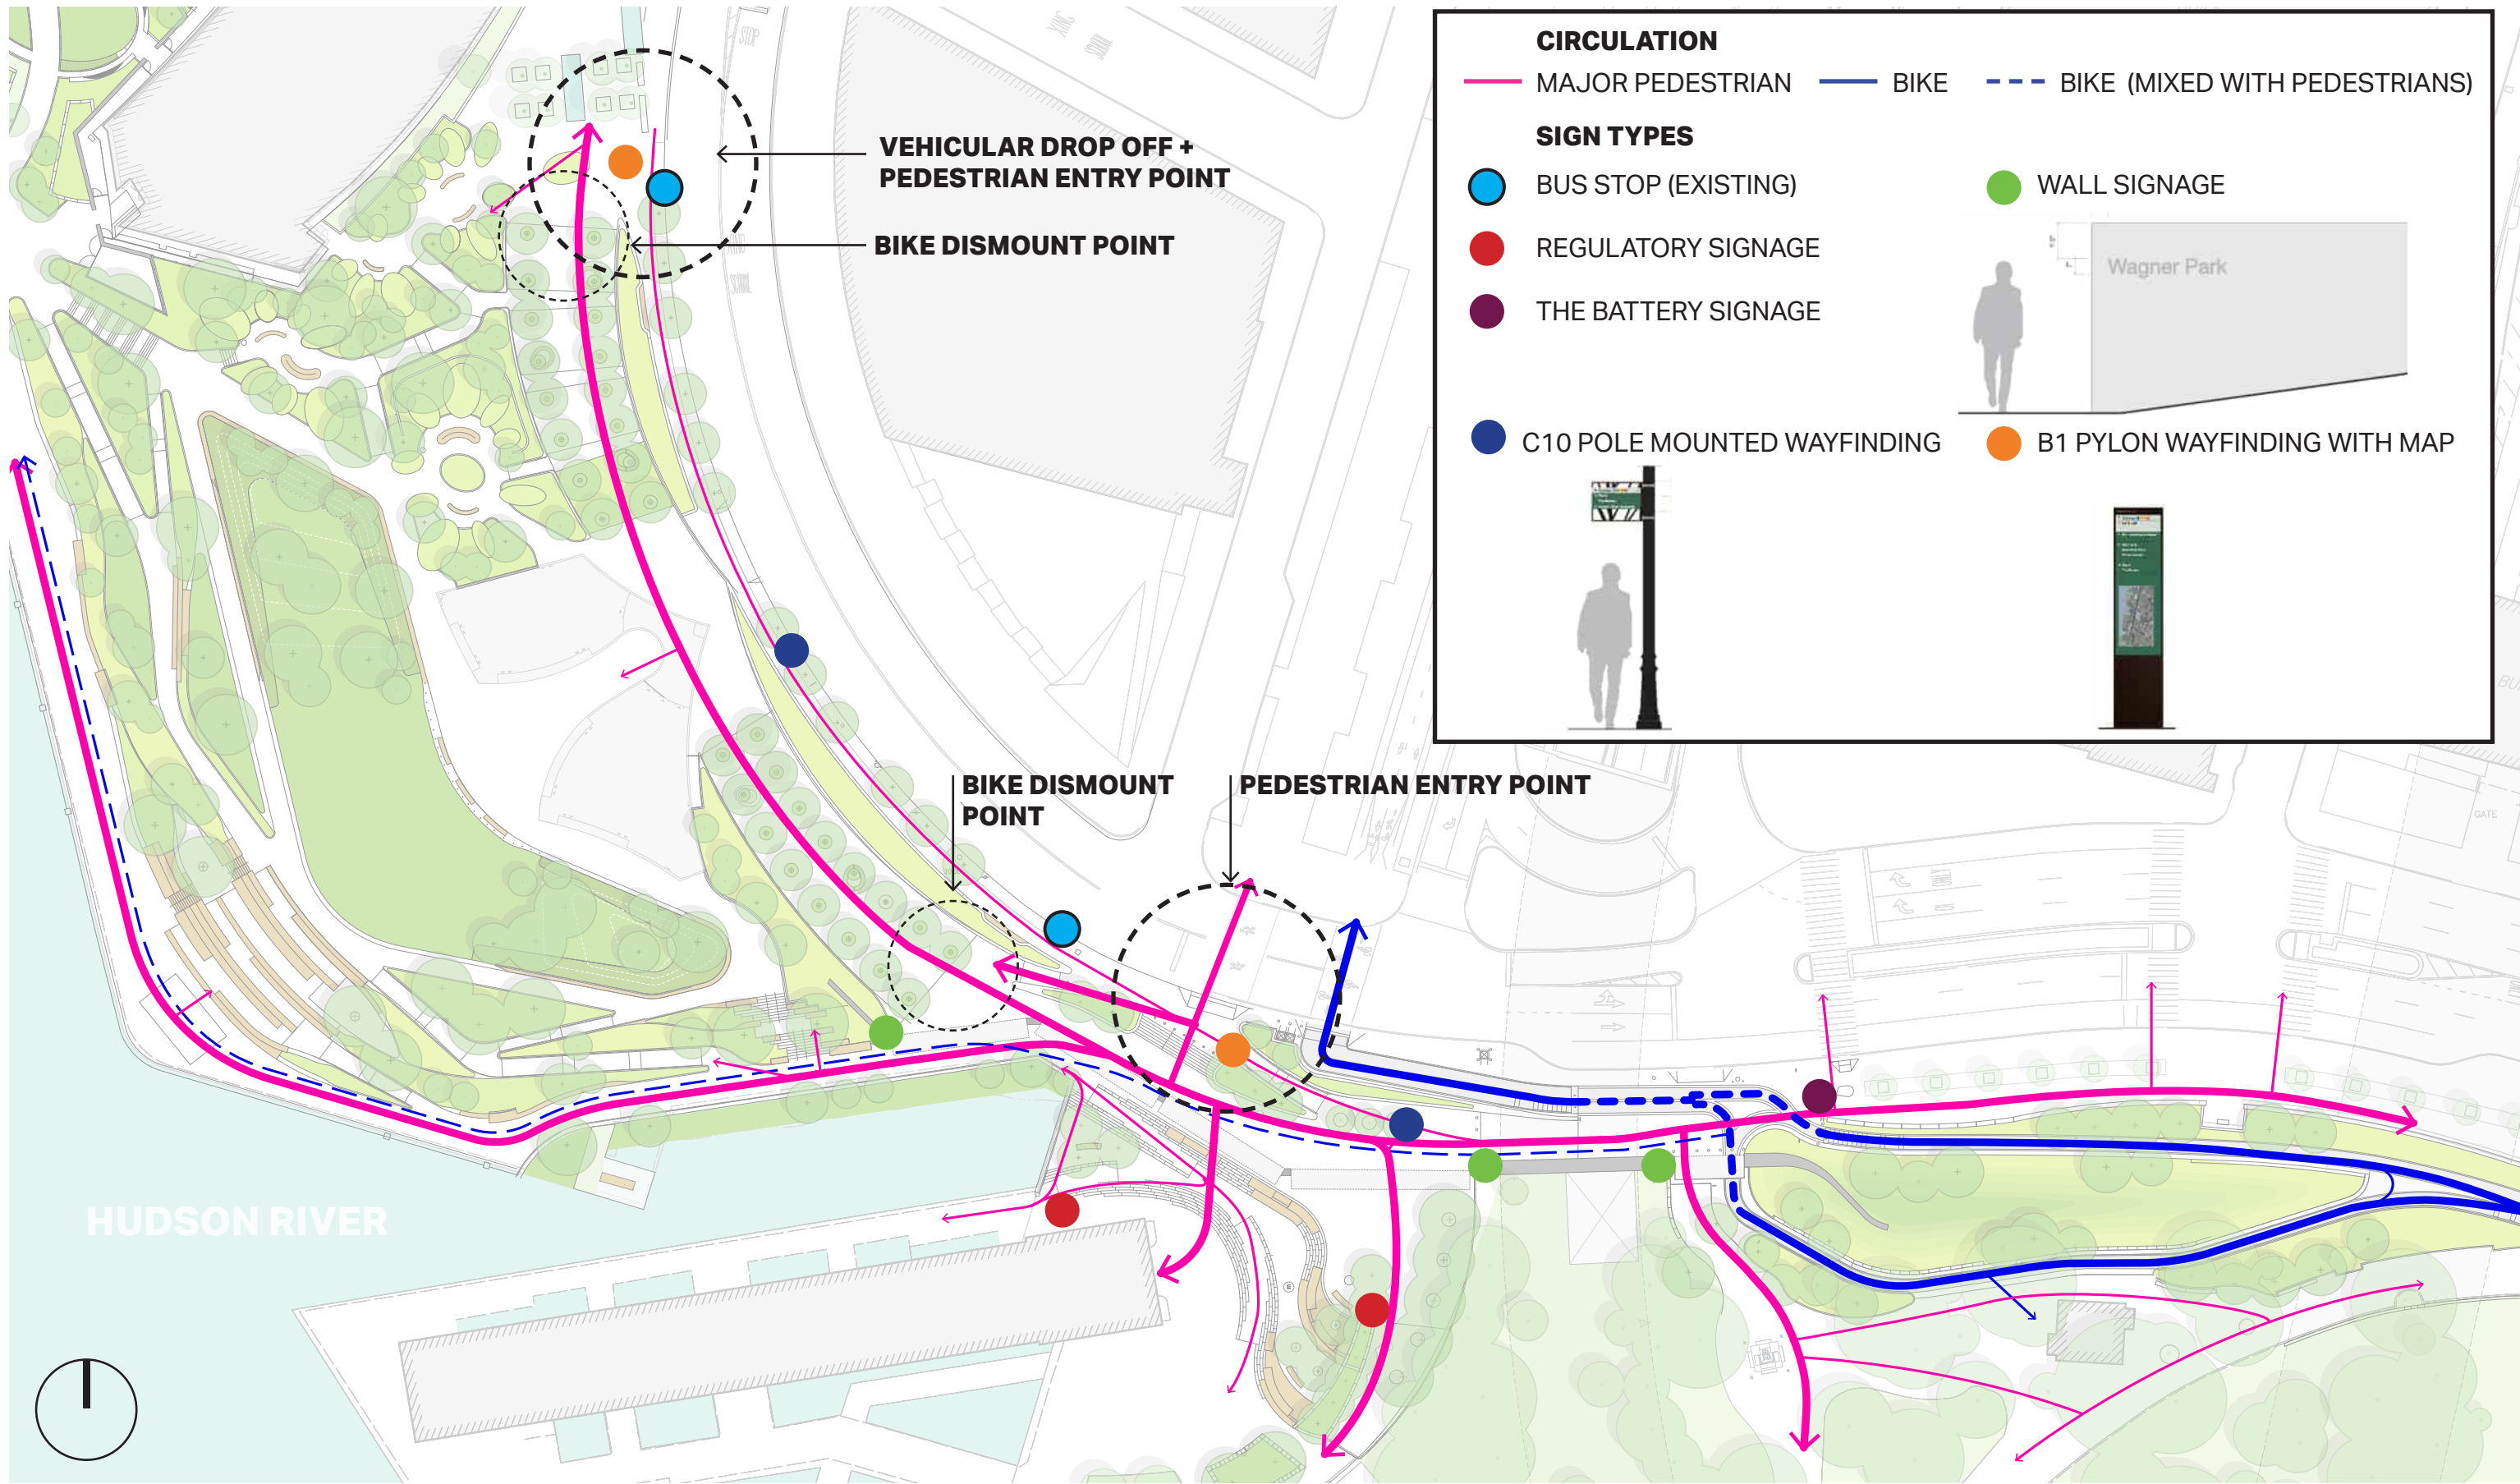 CIRCULATION
MAJOR PEDESTRIAN
BIKE
BIKE (MIXED WITH PEDESTRIANS)
SIGN TYPES
BUS STOP (EXISTING)
WALL SIGNAGE
REGULATORY SIGNAGE
Wagner Park
THE BATTERY SIGNAGE
C10 POLE MOUNTED WAYFINDING
B1 PYLON WAYFINDING WITH MAP
STOP
VEHICULAR DROP OFF +
PEDESTRIAN ENTRY POINT
BIKE DISMOUNT POINT
BIKE DISMOUNT
POINT
PEDESTRIAN ENTRY POINT
GATE
HUDSON RIVER